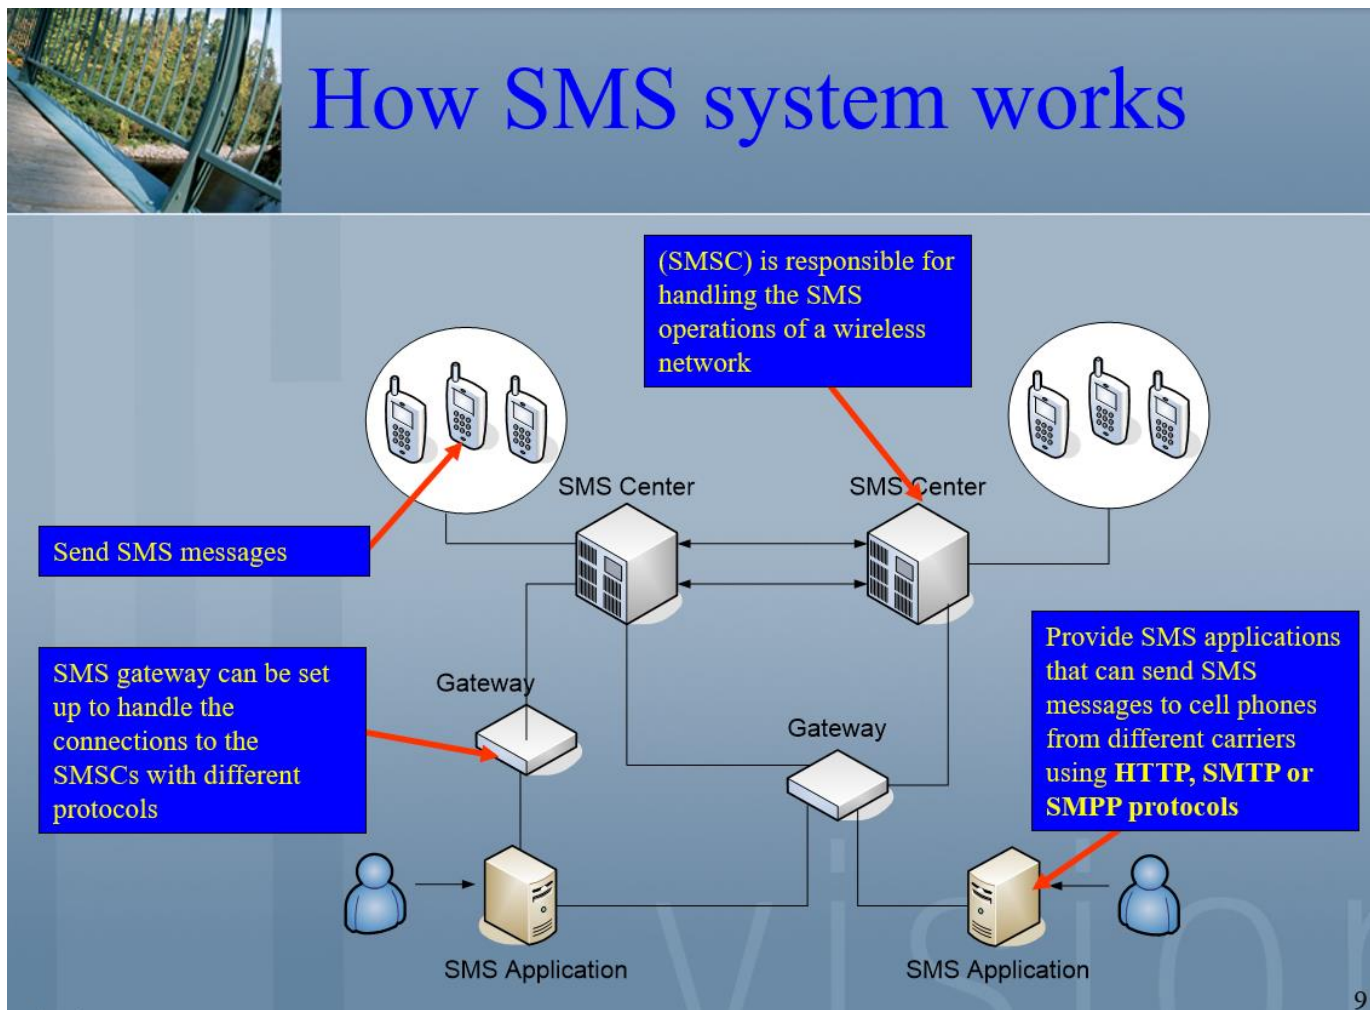 How SMS system works
(SMSC) is responsible for
handling the SMS
operations of a wireless
network
SMS Center
SMS Center
Send SMS messages
SMS gateway can be set
up to handle the
connections to the
SMSCs with different
protocols
Gateway
Gateway
Provide SMS applications
that can send SMS
messages to cell phones
from different carriers
using HTTP, SMTP or
SMPP protocols
SMS Application
SMS Application
vision
9